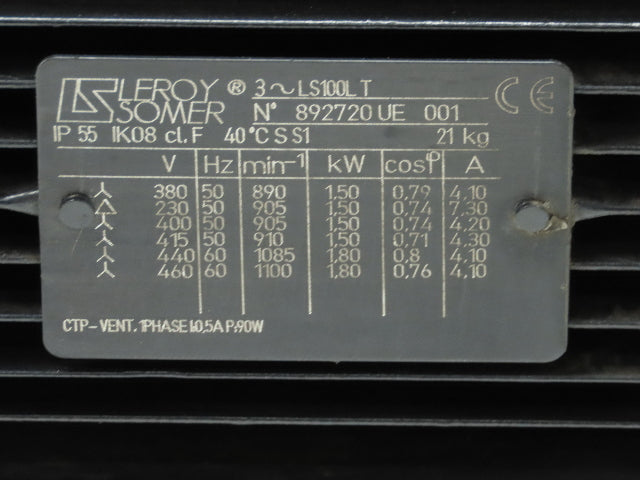 LEROY SOMER ® 3~ LS100L T CE
N° 892720 UE 001
IP 55 IK08 cl. F 40°C S S1 21 kg
V Hz min-1 kW cosφ A
380 50 890 1,50 0,79 4,10
230 50 905 1,50 0,74 7,30
400 50 905 1,50 0,74 4,20
415 50 910 1,50 0,71 4,30
440 60 1085 1,80 0,8 4,10
460 60 1100 1,80 0,76 4,10
CTP-VENT. 1PHASE I:0,5A P:90W